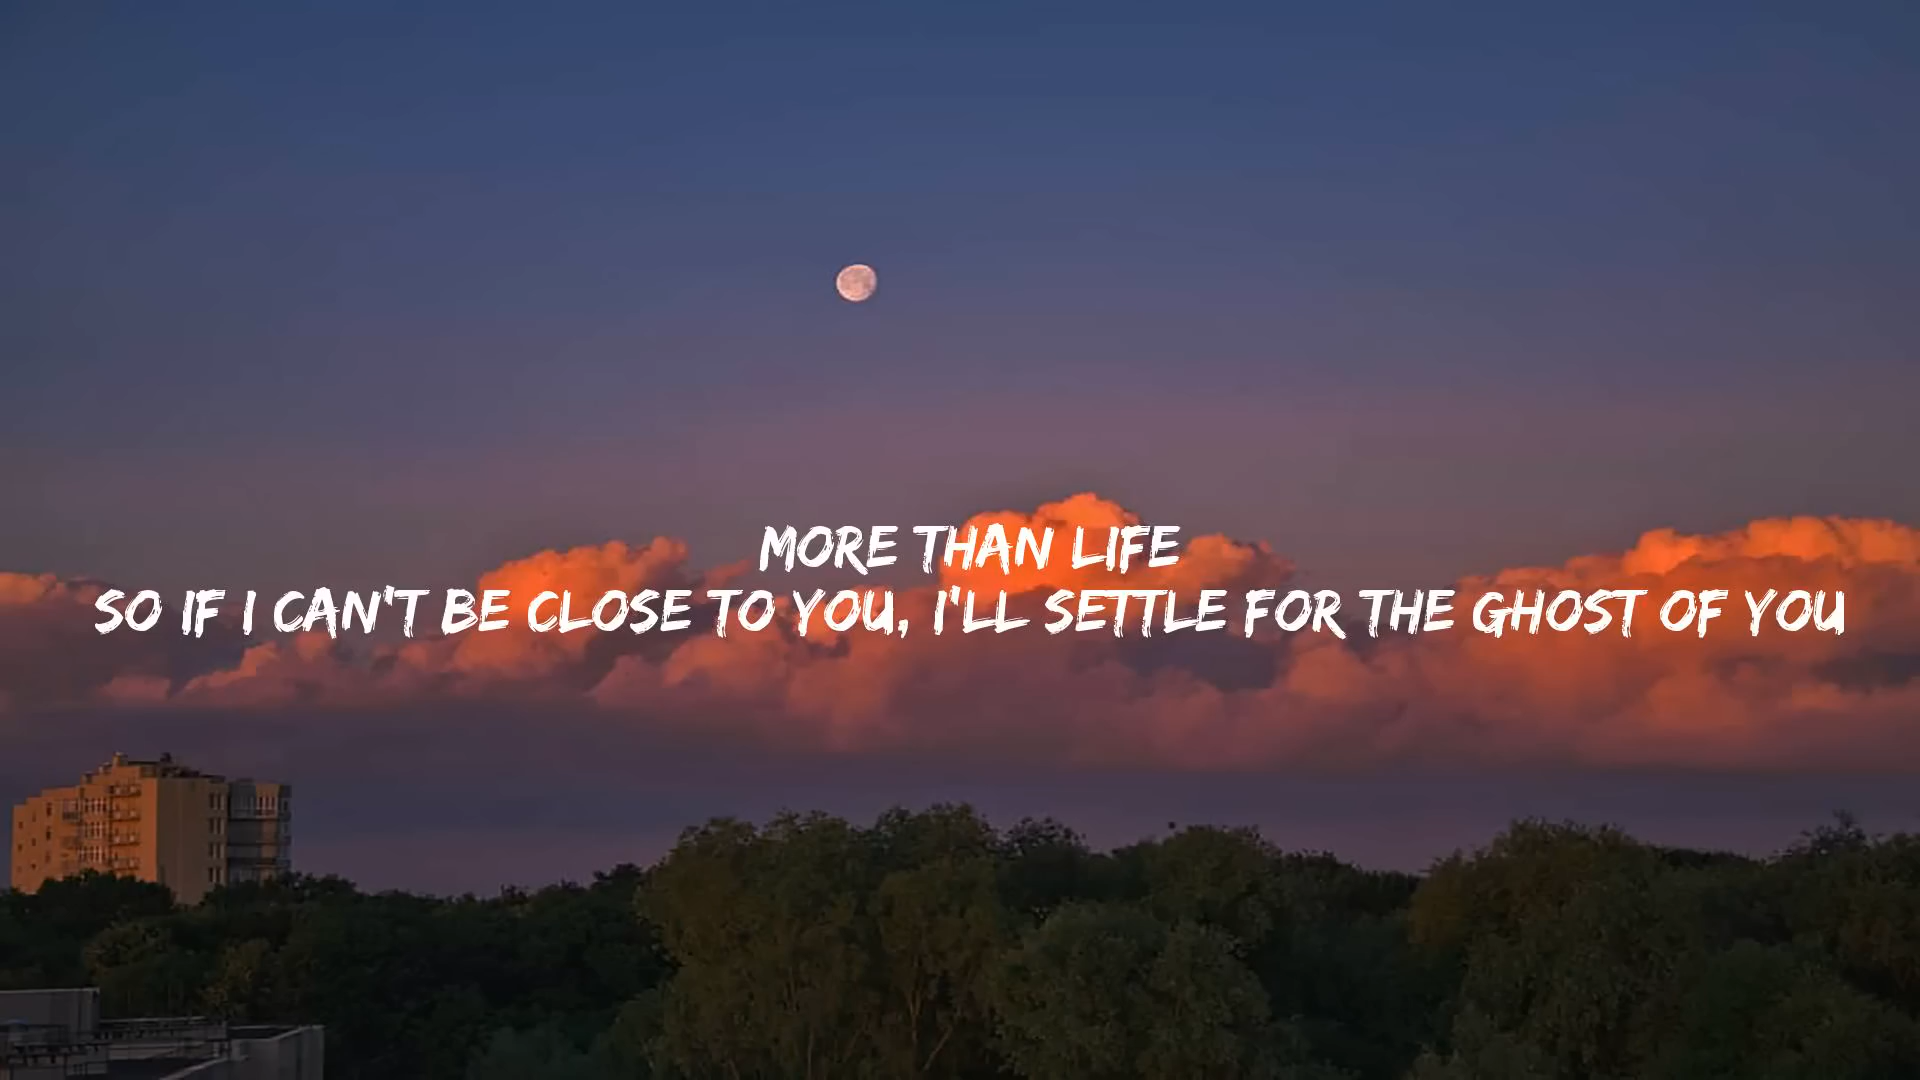 MORE THAN LIFE
SO IF I CAN'T BE CLOSE TO YOU, I'LL SETTLE FOR THE GHOST OF YOU